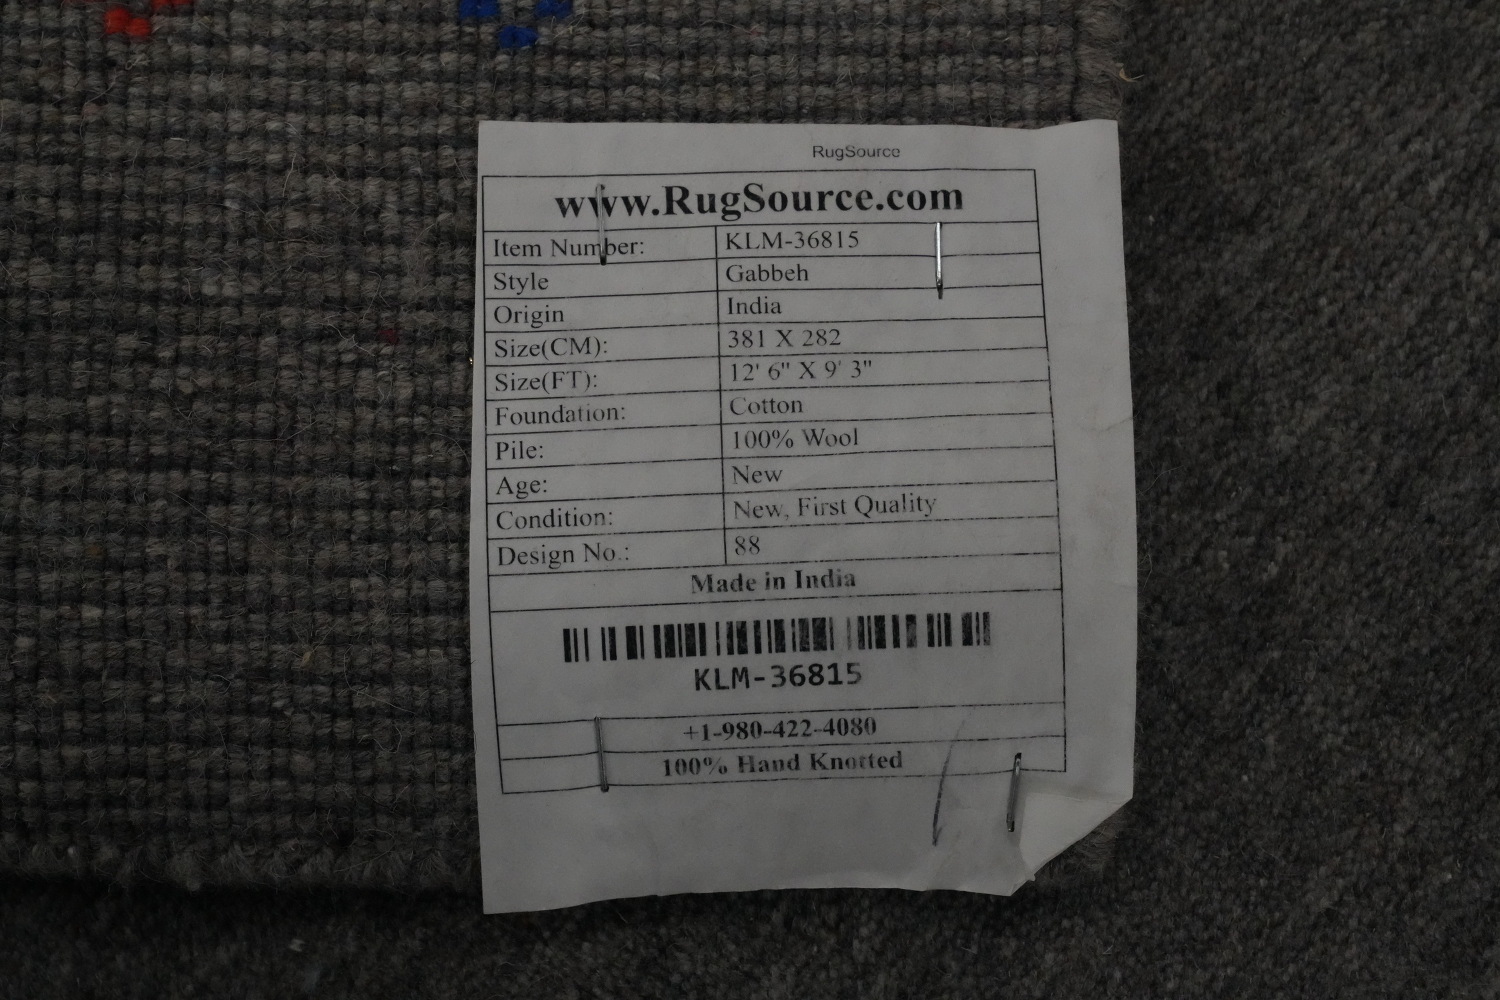 RugSource
www.RugSource.com
Item Number: KLM-36815
Style Gabbeh
Origin India
Size(CM): 381 X 282
Size(FT): 12' 6" X 9' 3"
Foundation: Cotton
Pile: 100% Wool
Age: New
Condition: New, First Quality
Design No.: 88
Made in India
KLM-36815
+1-980-422-4080
100% Hand Knotted